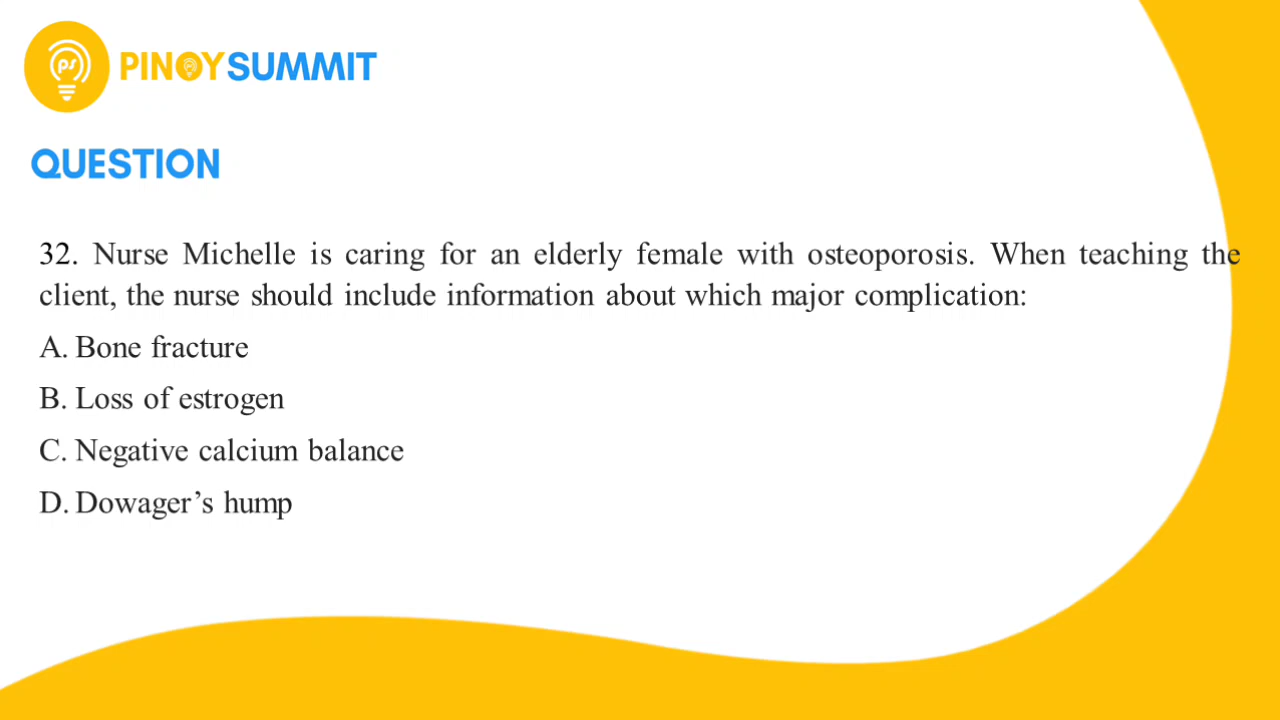 PINOYSUMMIT
QUESTION
32. Nurse Michelle is caring for an elderly female with osteoporosis. When teaching the
client, the nurse should include information about which major complication:
A. Bone fracture
B. Loss of estrogen
C. Negative calcium balance
D. Dowager’s hump